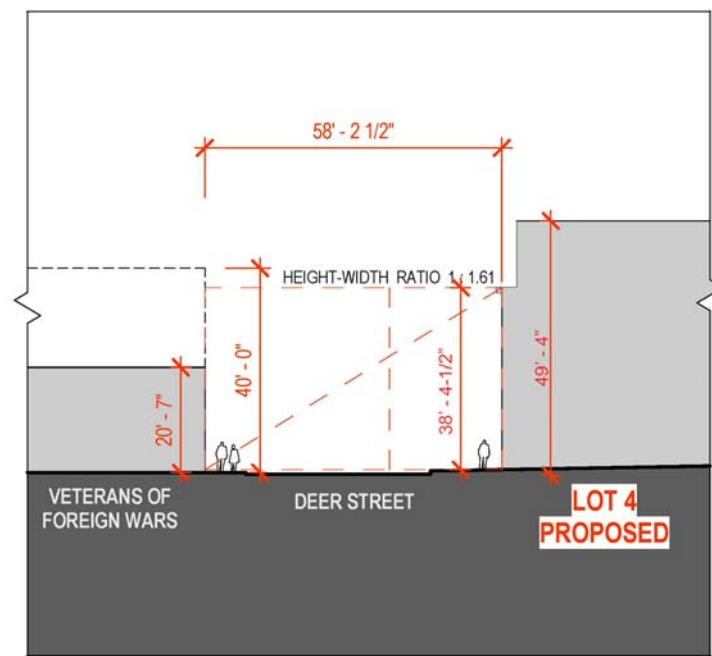 58' - 2 1/2"
HEIGHT-WIDTH RATIO 1 : 1.61
20' - 7"
40' - 0"
38' - 4-1/2"
49' - 4"
VETERANS OF
FOREIGN WARS
DEER STREET
LOT 4
PROPOSED